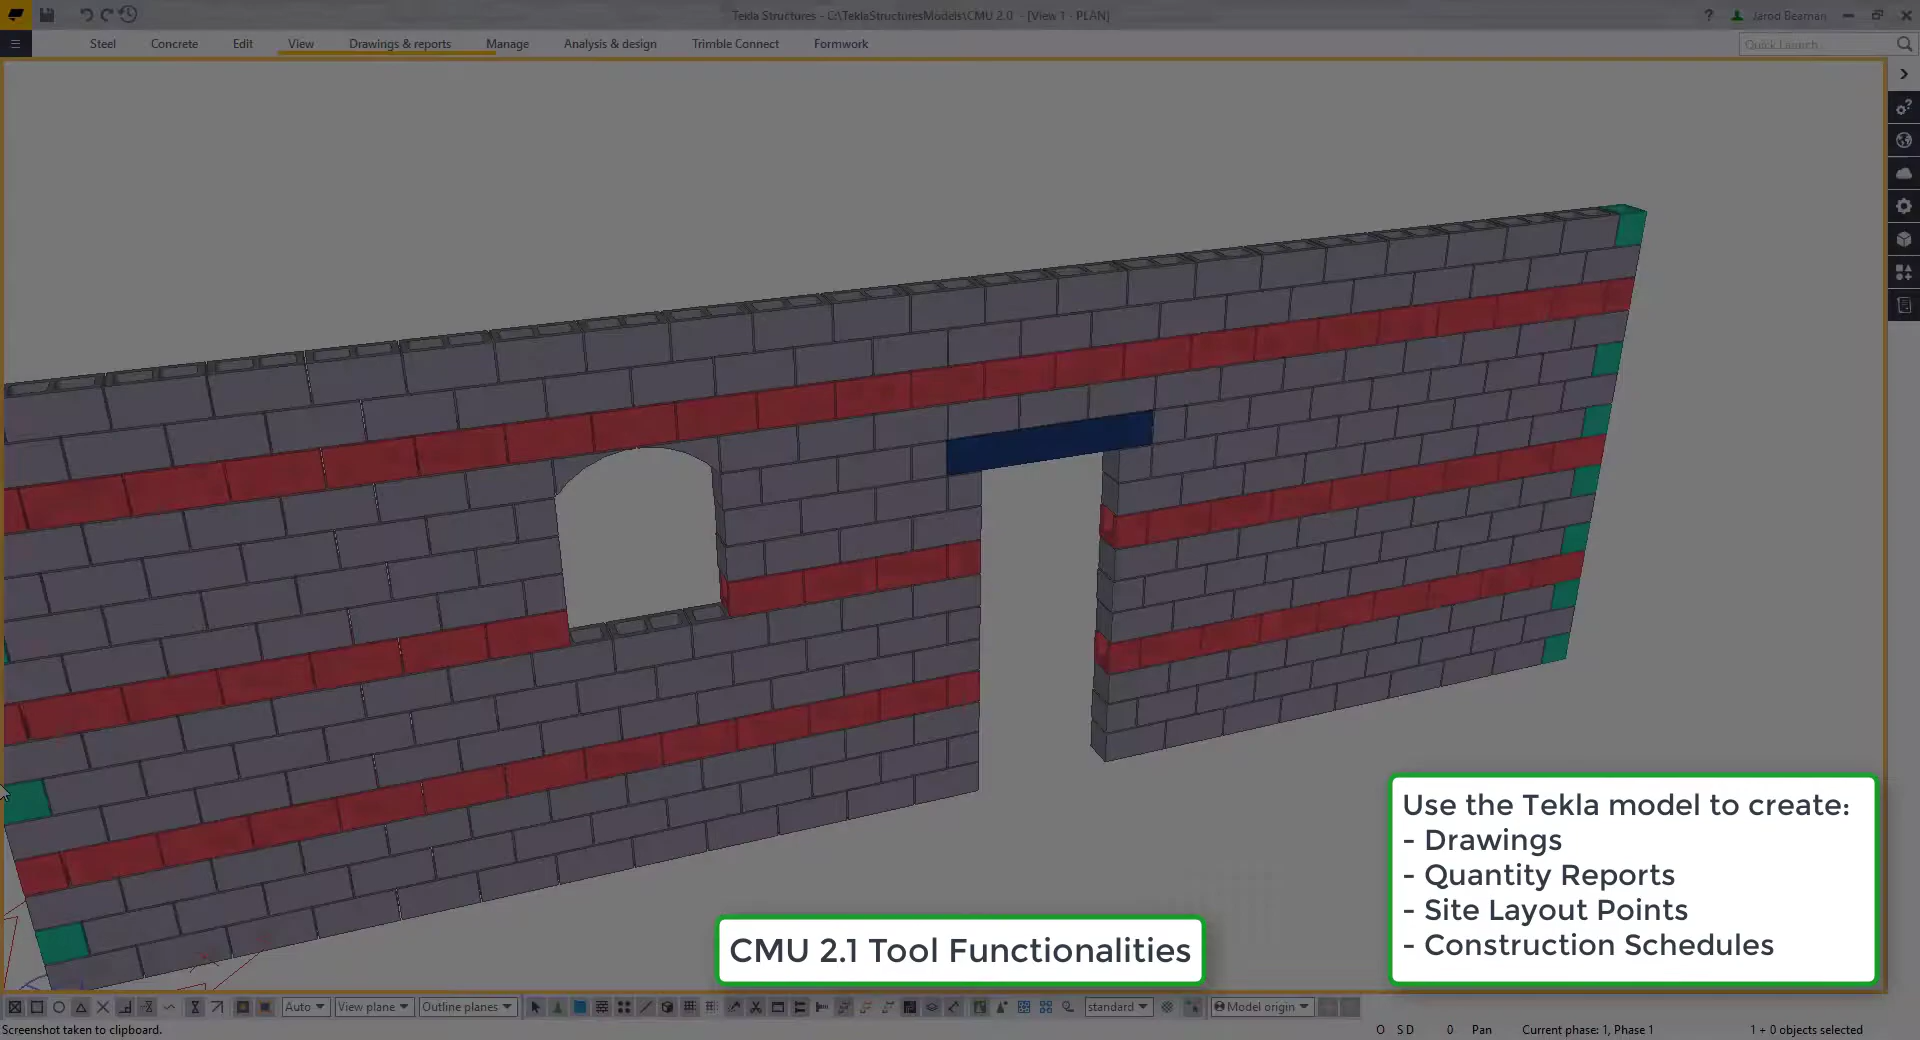 Tekla Structures - C:\TeklaStructuresModels\CMU 2.0 - [View 1 - PLAN]
? Jarod Beaman
Steel Concrete Edit View Drawings & reports Manage Analysis & design Trimble Connect Formwork
Quick Launch
Use the Tekla model to create:
- Drawings
- Quantity Reports
- Site Layout Points
- Construction Schedules
CMU 2.1 Tool Functionalities
Auto View plane Outline planes standard Model origin
Screenshot taken to clipboard.
O S D 0 Pan Current phase: 1, Phase 1 1 + 0 objects selected